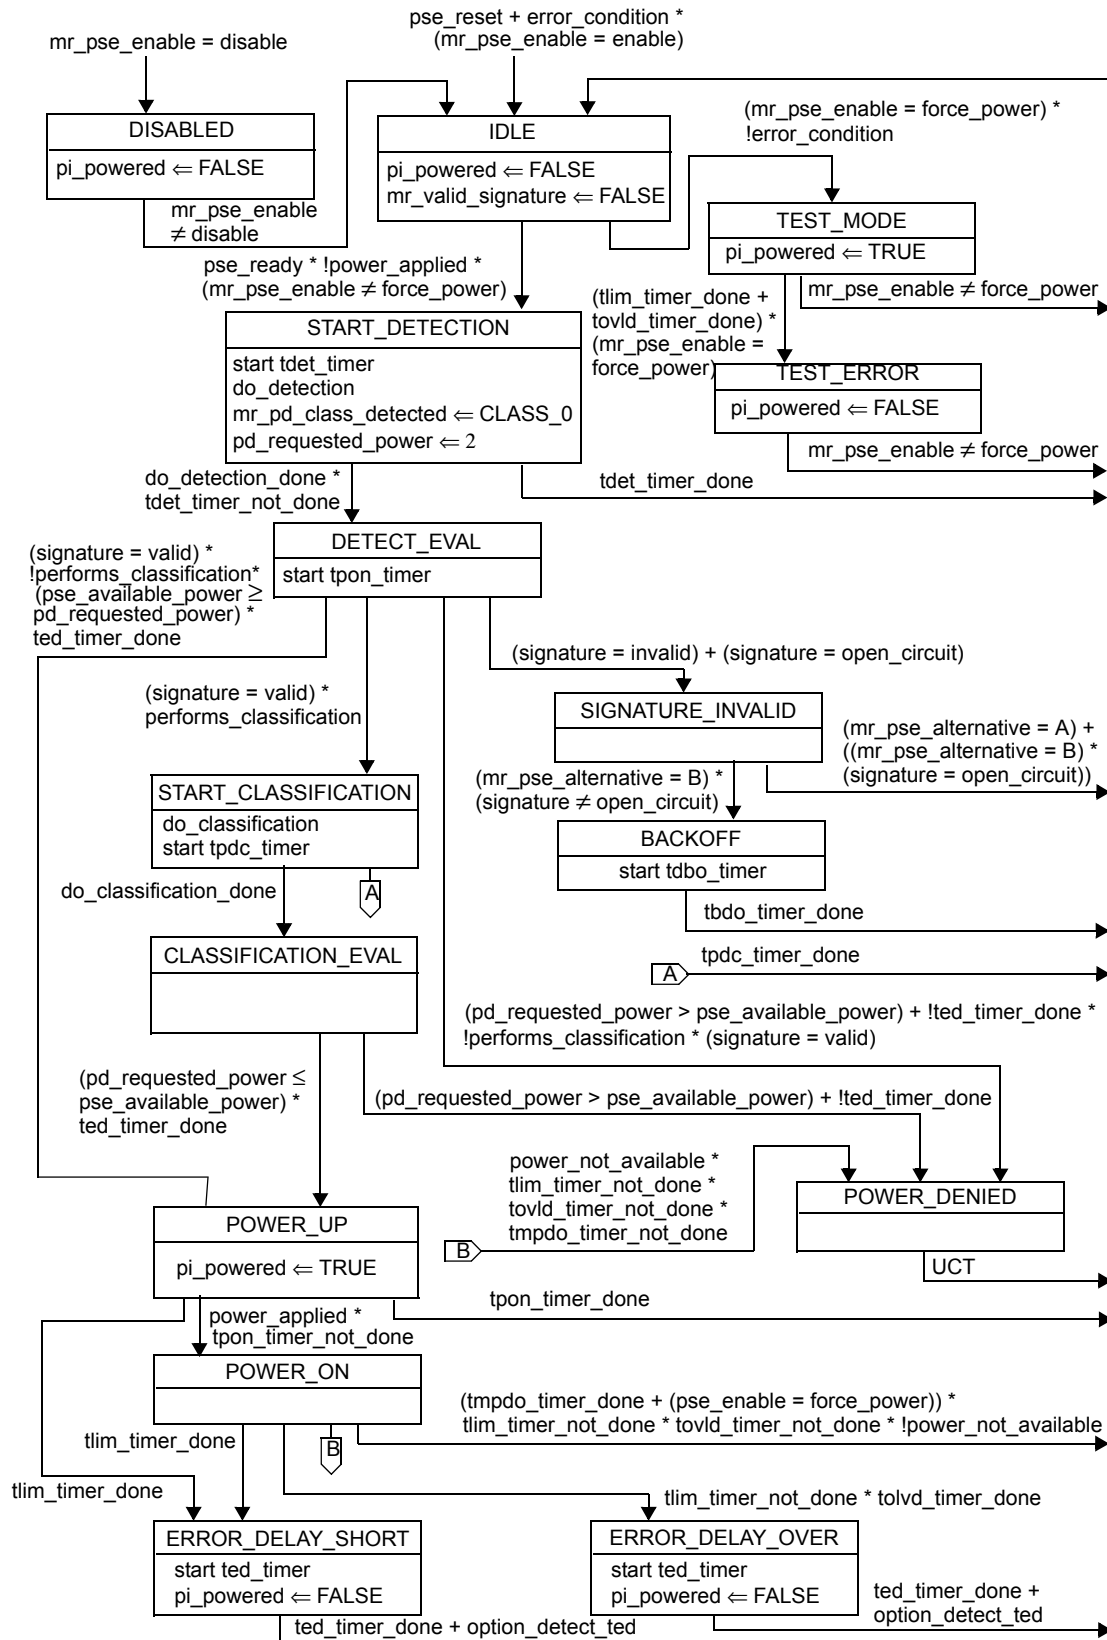 pse_reset + error_condition *
(mr_pse_enable = enable)
mr_pse_enable = disable
DISABLED
pi_powered ⇐ FALSE
mr_pse_enable
≠ disable
IDLE
pi_powered ⇐ FALSE
mr_valid_signature ⇐ FALSE
(mr_pse_enable = force_power) *
!error_condition
TEST_MODE
pi_powered ⇐ TRUE
mr_pse_enable ≠ force_power
pse_ready * !power_applied *
(mr_pse_enable ≠ force_power)
(tlim_timer_done +
tovld_timer_done) *
(mr_pse_enable =
force_power)
START_DETECTION
start tdet_timer
do_detection
mr_pd_class_detected ⇐ CLASS_0
pd_requested_power ⇐ 2
TEST_ERROR
pi_powered ⇐ FALSE
mr_pse_enable ≠ force_power
do_detection_done *
tdet_timer_not_done
tdet_timer_done
DETECT_EVAL
start tpon_timer
(signature = valid) *
!performs_classification*
(pse_available_power ≥
pd_requested_power) *
ted_timer_done
(signature = invalid) + (signature = open_circuit)
(signature = valid) *
performs_classification
SIGNATURE_INVALID
(mr_pse_alternative = A) +
((mr_pse_alternative = B) *
(signature = open_circuit))
(mr_pse_alternative = B) *
(signature ≠ open_circuit)
START_CLASSIFICATION
do_classification
start tpdc_timer
BACKOFF
start tdbo_timer
do_classification_done
A
tbdo_timer_done
CLASSIFICATION_EVAL
A
tpdc_timer_done
(pd_requested_power > pse_available_power) + !ted_timer_done *
!performs_classification * (signature = valid)
(pd_requested_power ≤
pse_available_power) *
ted_timer_done
(pd_requested_power > pse_available_power) + !ted_timer_done
power_not_available *
tlim_timer_not_done *
tovld_timer_not_done *
tmpdo_timer_not_done
B
POWER_DENIED
UCT
POWER_UP
pi_powered ⇐ TRUE
tpon_timer_done
power_applied *
tpon_timer_not_done
POWER_ON
(tmpdo_timer_done + (pse_enable = force_power)) *
tlim_timer_not_done * tovld_timer_not_done * !power_not_available
tlim_timer_done
B
tlim_timer_done
tlim_timer_not_done * tolvd_timer_done
ERROR_DELAY_SHORT
start ted_timer
pi_powered ⇐ FALSE
ERROR_DELAY_OVER
start ted_timer
pi_powered ⇐ FALSE
ted_timer_done + option_detect_ted
ted_timer_done +
option_detect_ted